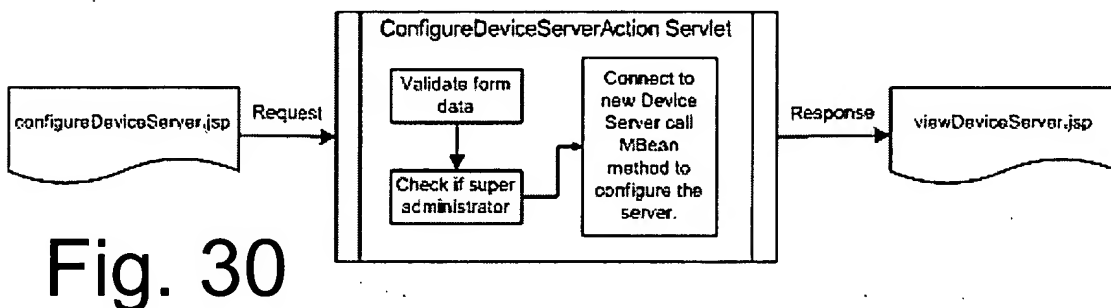 ConfigureDeviceServerAction Servlet
configureDeviceServer.jsp
Request
Validate form
data
Check if super
administrator
Connect to
new Device
Server call
MBean
method to
configure the
server.
Response
viewDeviceServer.jsp
Fig. 30